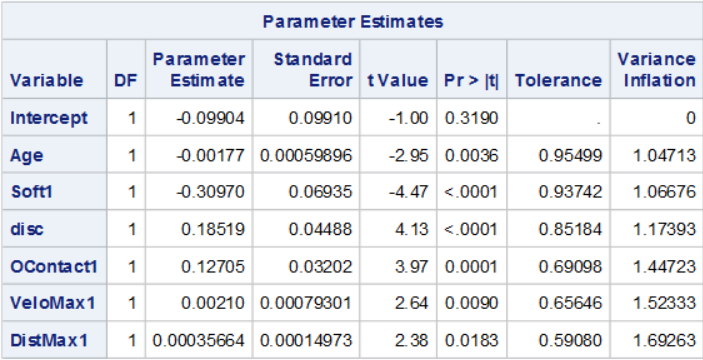 Parameter Estimates
Variable DF Parameter Estimate Standard Error t Value Pr > |t| Tolerance Variance Inflation
Intercept 1 -0.09904 0.09910 -1.00 0.3190 . 0
Age 1 -0.00177 0.00059896 -2.95 0.0036 0.95499 1.04713
Soft1 1 -0.30970 0.06935 -4.47 <.0001 0.93742 1.06676
disc 1 0.18519 0.04488 4.13 <.0001 0.85184 1.17393
OContact1 1 0.12705 0.03202 3.97 0.0001 0.69098 1.44723
VeloMax1 1 0.00210 0.00079301 2.64 0.0090 0.65646 1.52333
DistMax1 1 0.00035664 0.00014973 2.38 0.0183 0.59080 1.69263